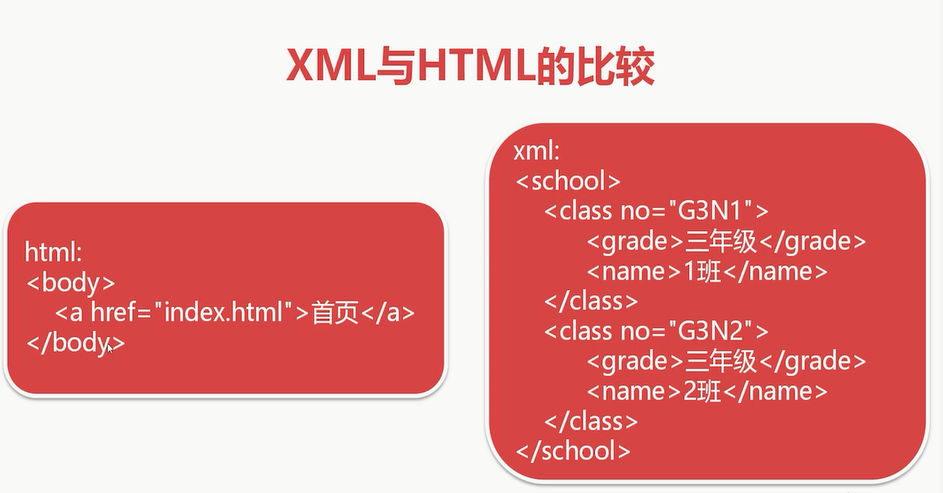 XML与HTML的比较
html:
<body>
<a href="index.html">首页</a>
</body>
xml:
<school>
<class no="G3N1">
<grade>三年级</grade>
<name>1班</name>
</class>
<class no="G3N2">
<grade>三年级</grade>
<name>2班</name>
</class>
</school>